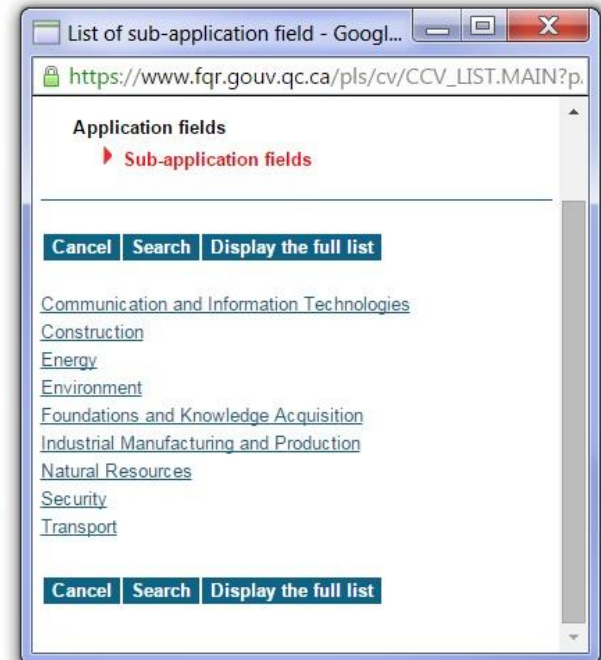 List of sub-application field - Googl...
https://www.fqr.gouv.qc.ca/pls/cv/CCV_LIST.MAIN?p.
Application fields
Sub-application fields
Cancel Search Display the full list
Communication and Information Technologies
Construction
Energy
Environment
Foundations and Knowledge Acquisition
Industrial Manufacturing and Production
Natural Resources
Security
Transport
Cancel Search Display the full list